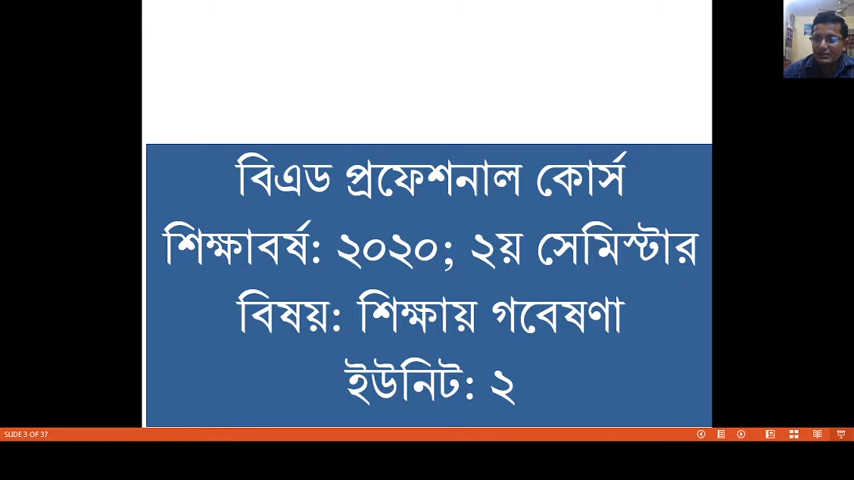 বিএড প্রফেশনাল কোর্স
শিক্ষাবর্ষ: ২০২০; ২য় সেমিস্টার
বিষয়: শিক্ষায় গবেষণা
ইউনিট: ২
SLIDE 3 OF 37